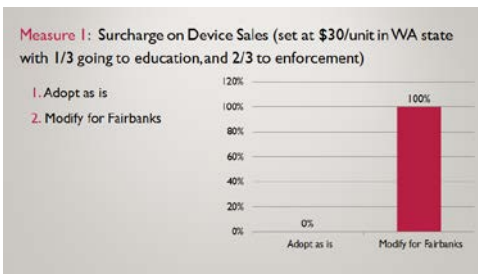 Measure 1: Surcharge on Device Sales (set at $30/unit in WA state
with 1/3 going to education, and 2/3 to enforcement)
1. Adopt as is
2. Modify for Fairbanks
120%
100%
80%
60%
40%
20%
0%
0%
100%
Adopt as is
Modify for Fairbanks